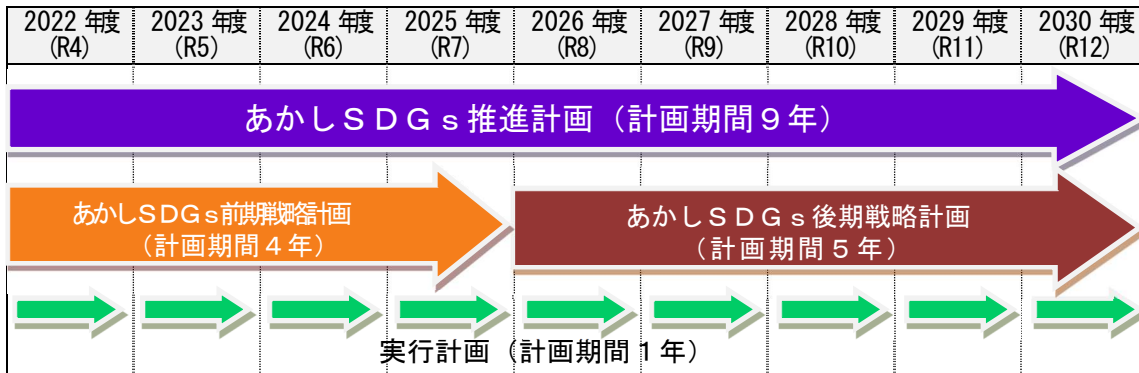 2022 年度 2023 年度 2024 年度 2025 年度 2026 年度 2027 年度 2028 年度 2029 年度 2030 年度
(R4) (R5) (R6) (R7) (R8) (R9) (R10) (R11) (R12)
あかしＳＤＧｓ推進計画（計画期間９年）
あかしＳＤＧｓ前期戦略計画
（計画期間４年）
あかしＳＤＧｓ後期戦略計画
（計画期間５年）
実行計画（計画期間１年）